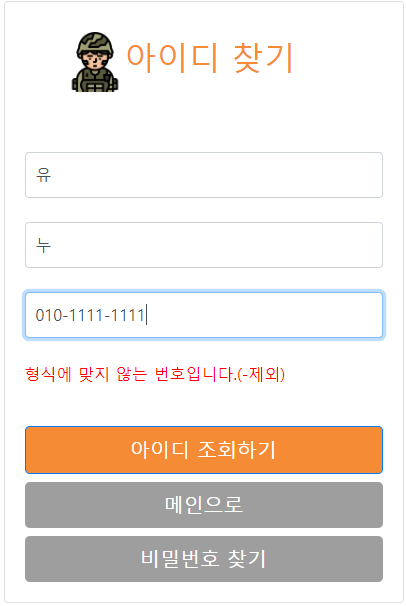 아이디 찾기
유
누
010-1111-1111
형식에 맞지 않는 번호입니다.(-제외)
아이디 조회하기
메인으로
비밀번호 찾기